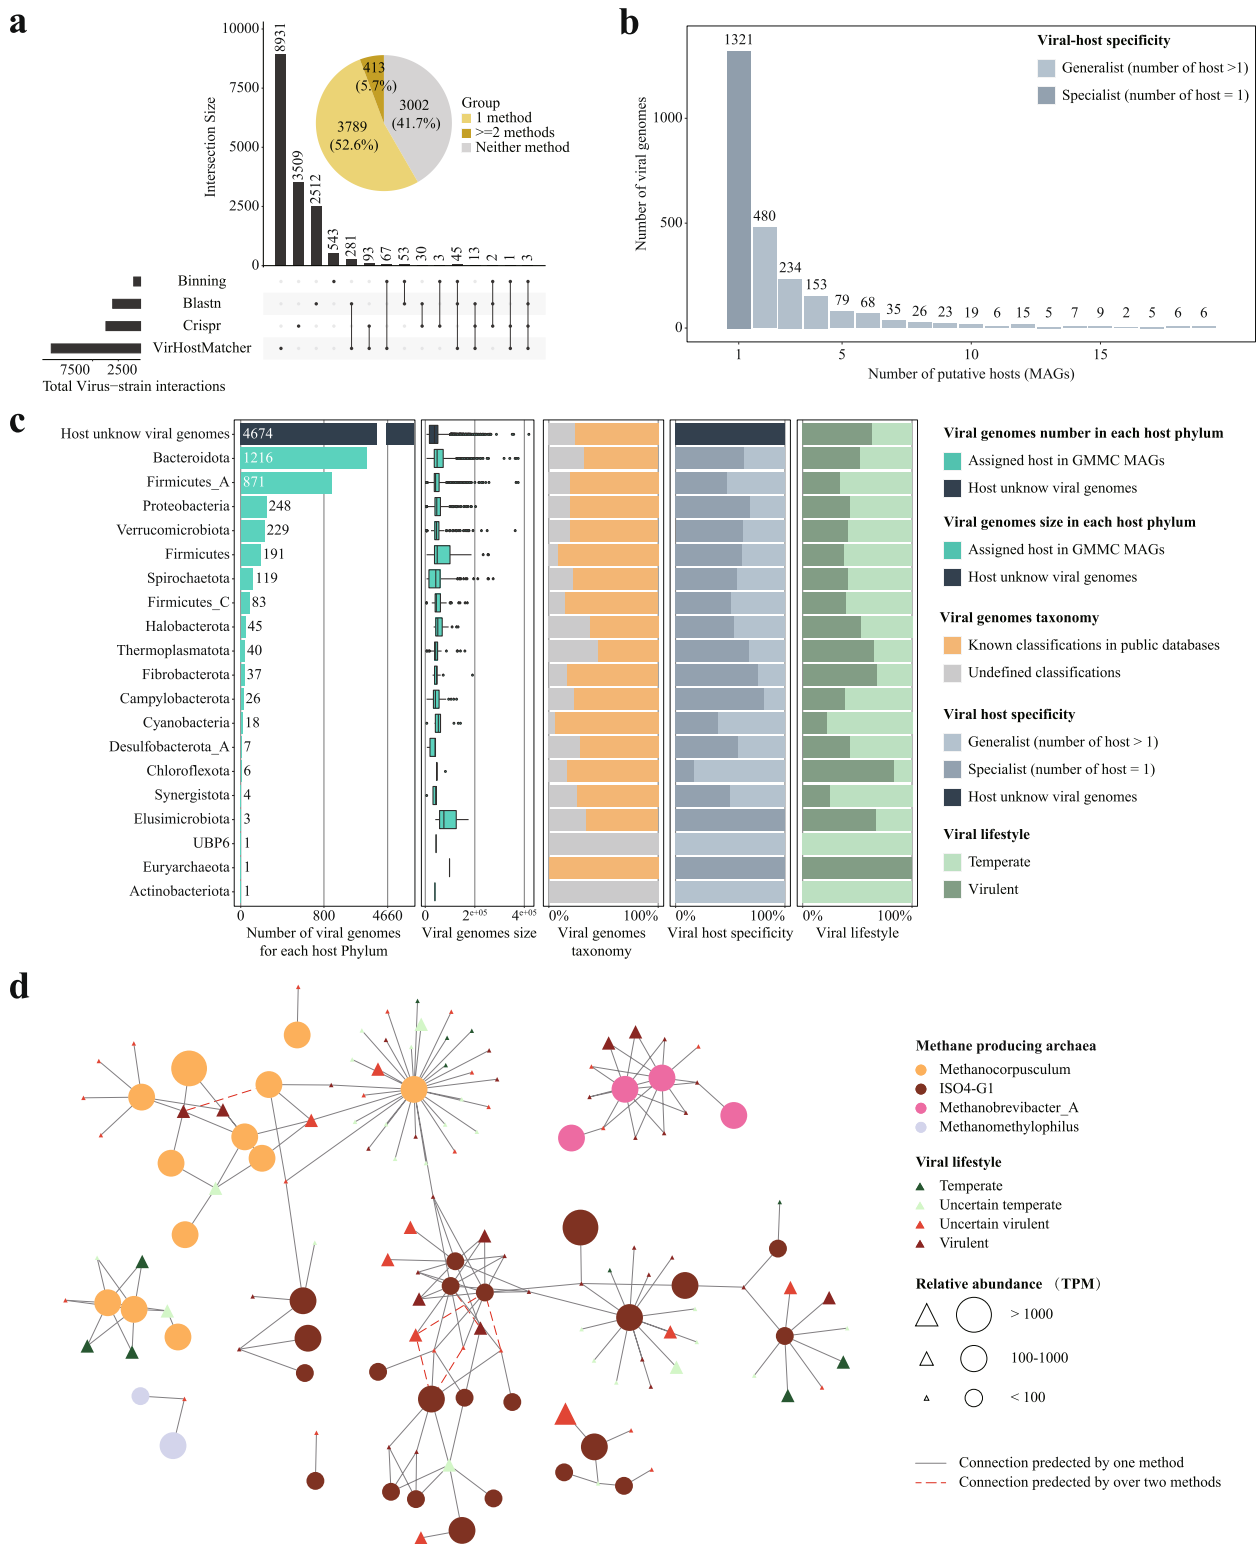 a
10000
7500
5000
2500
0
Intersection Size
8931
3509
2512
543
281
93
67
53
30
3
45
13
2
1
3
413
(5.7%)
3002
(41.7%)
3789
(52.6%)
Group
1 method
>=2 methods
Neither method
Binning
Blastn
Crispr
VirHostMatcher
7500 2500
Total Virus−strain interactions
b
Number of viral genomes
1000
500
0
1321
480
234
153
79
68
35
26
23
19
6
15
5
7
9
2
5
6
6
1 5 10 15
Number of putative hosts (MAGs)
Viral-host specificity
Generalist (number of host >1)
Specialist (number of host = 1)
c
Host unknow viral genomes 4674
Bacteroidota 1216
Firmicutes_A 871
Proteobacteria 248
Verrucomicrobiota 229
Firmicutes 191
Spirochaetota 119
Firmicutes_C 83
Halobacterota 45
Thermoplasmatota 40
Fibrobacterota 37
Campylobacterota 26
Cyanobacteria 18
Desulfobacterota_A 7
Chloroflexota 6
Synergistota 4
Elusimicrobiota 3
UBP6 1
Euryarchaeota 1
Actinobacteriota 1
0 800 4660
Number of viral genomes
for each host Phylum
0 2e+05 4e+05
Viral genomes size
0% 100%
Viral genomes
taxonomy
0% 100%
Viral host specificity
0% 100%
Viral lifestyle
Viral genomes number in each host phylum
Assigned host in GMMC MAGs
Host unknow viral genomes
Viral genomes size in each host phylum
Assigned host in GMMC MAGs
Host unknow viral genomes
Viral genomes taxonomy
Known classifications in public databases
Undefined classifications
Viral host specificity
Generalist (number of host > 1)
Specialist (number of host = 1)
Host unknow viral genomes
Viral lifestyle
Temperate
Virulent
d
Methane producing archaea
Methanocorpusculum
ISO4-G1
Methanobrevibacter_A
Methanomethylophilus
Viral lifestyle
Temperate
Uncertain temperate
Uncertain virulent
Virulent
Relative abundance （TPM）
> 1000
100-1000
< 100
Connection predected by one method
Connection predected by over two methods